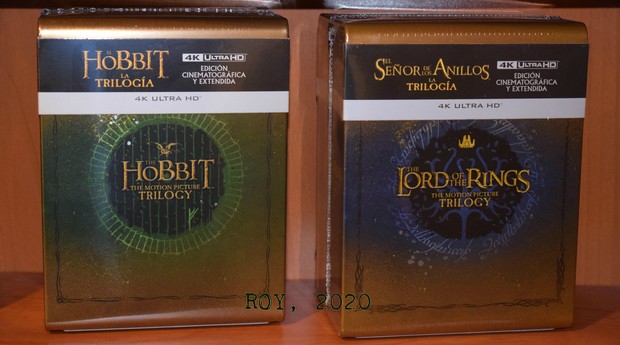 EL
HOBBIT
LA
TRILOGÍA
4K ULTRA HD
EDICIÓN
CINEMATOGRÁFICA
Y EXTENDIDA
4K ULTRA HD
THE
HOBBIT
THE MOTION PICTURE
TRILOGY
EL
SEÑOR DE LOS ANILLOS
LA
TRILOGÍA
4K ULTRA HD
EDICIÓN
CINEMATOGRÁFICA
Y EXTENDIDA
4K ULTRA HD
THE
LORD OF THE RINGS
THE MOTION PICTURE
TRILOGY
ROY, 2020